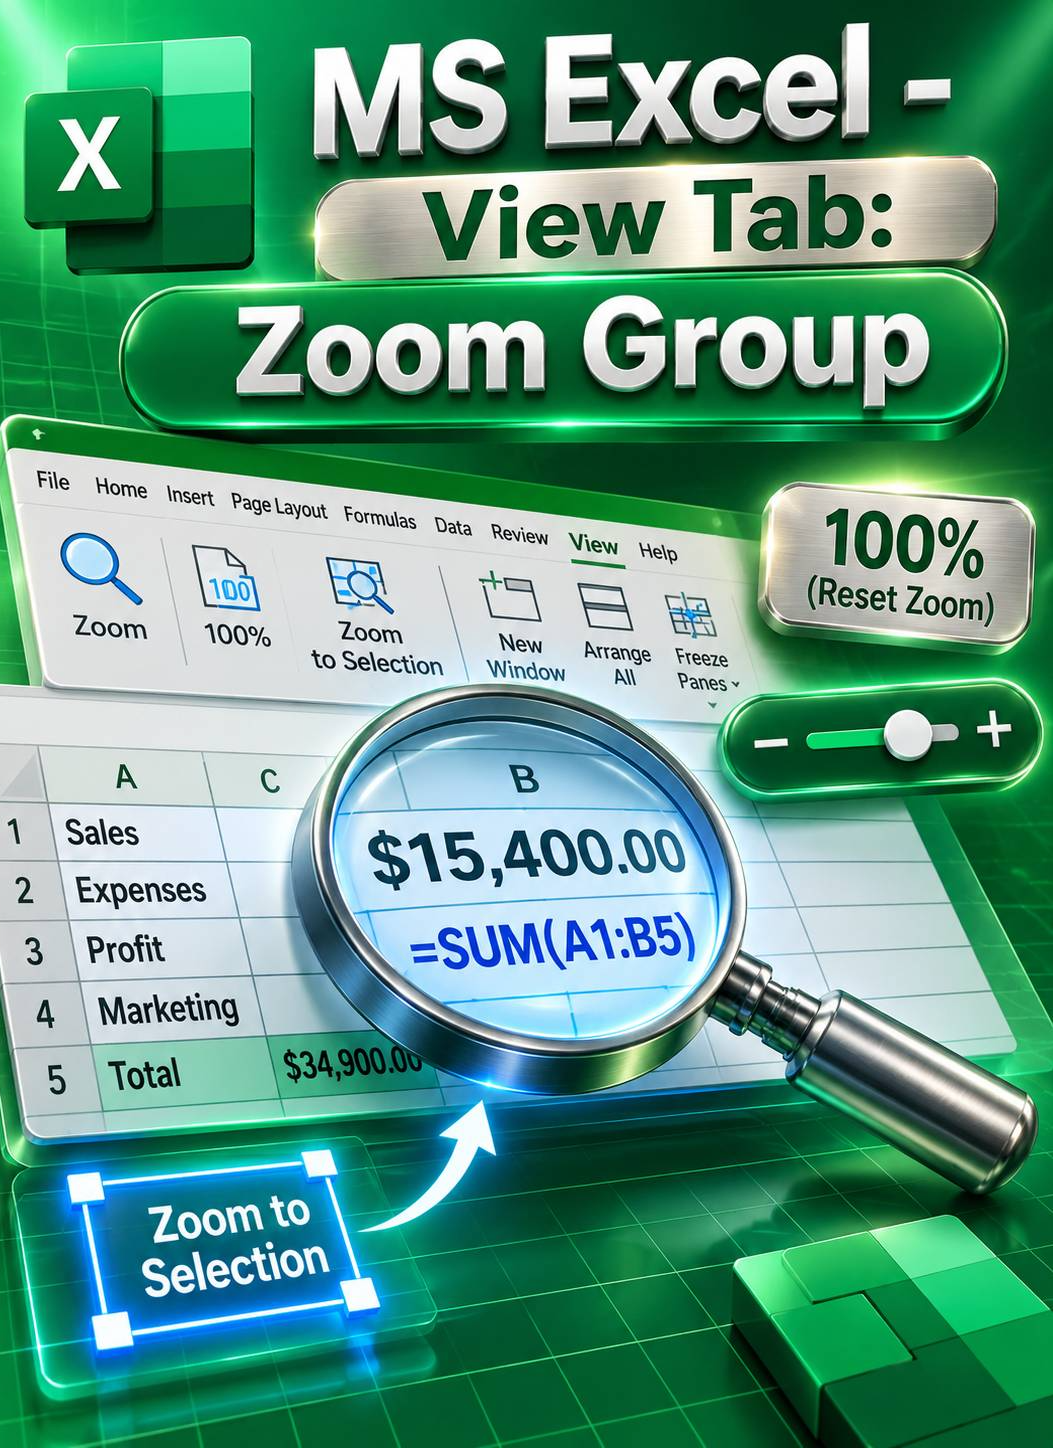 X
MS Excel -
View Tab:
Zoom Group
File Home Insert Page Layout Formulas Data Review View Help
Zoom
100
100%
Zoom
to Selection
New
Window
Arrange
All
Freeze
Panes
100%
(Reset Zoom)
− +
A C B
1 Sales $15,400.00
2 Expenses =SUM(A1:B5)
3 Profit
4 Marketing
5 Total $34,900.00
Zoom to
Selection